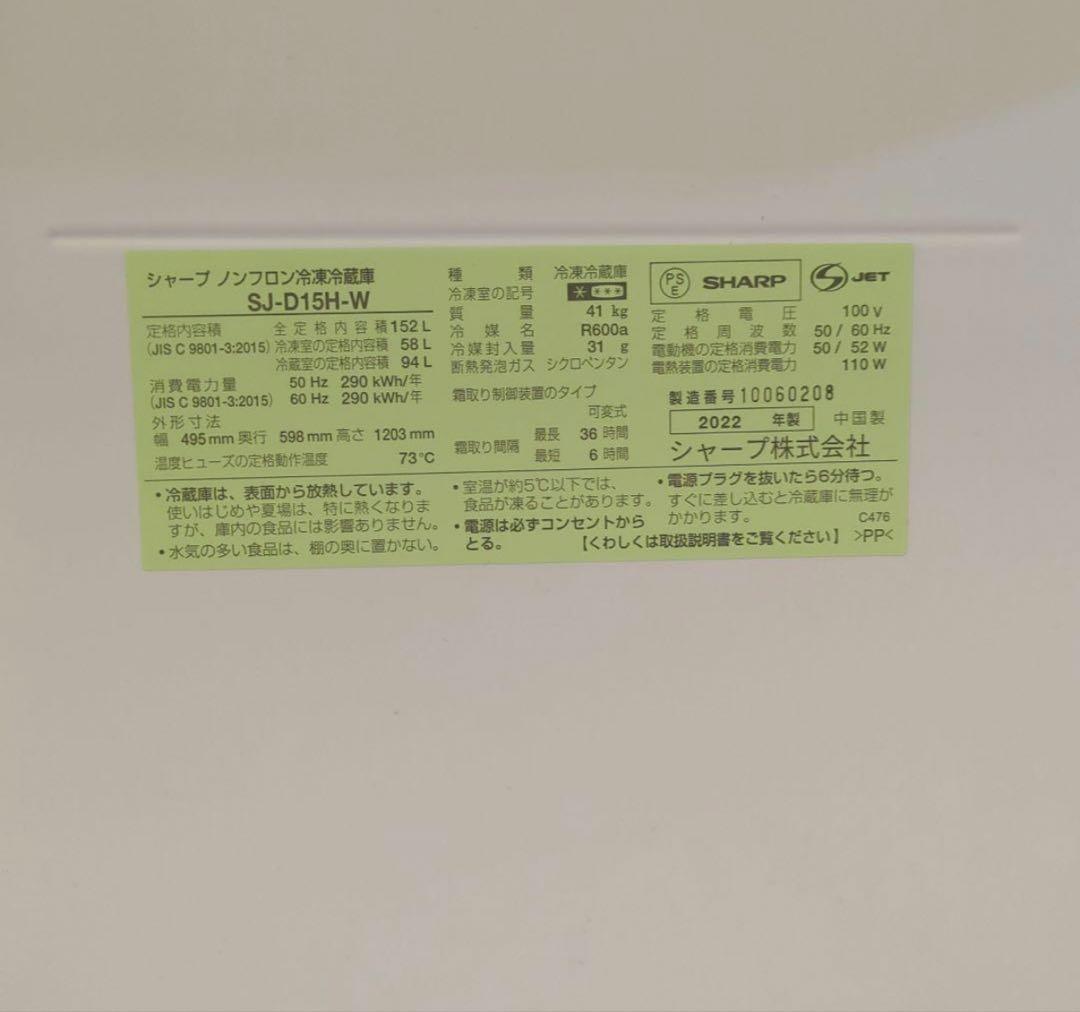 シャープ ノンフロン冷凍冷蔵庫
SJ-D15H-W
定格内容積 全定格内容積 152 L
(JIS C 9801-3:2015) 冷凍室の定格内容積 58 L
冷蔵室の定格内容積 94 L
消費電力量 50 Hz 290 kWh/年
(JIS C 9801-3:2015) 60 Hz 290 kWh/年
外形寸法
幅 495 mm 奥行 598 mm 高さ 1203 mm
温度ヒューズの定格動作温度 73℃
種類 冷凍冷蔵庫
冷凍室の記号 * ***
質量 41 kg
冷媒名 R600a
冷媒封入量 31 g
断熱発泡ガス シクロペンタン
霜取り制御装置のタイプ
可変式
霜取り間隔 最長 36 時間
最短 6 時間
PS E SHARP JET
定格電圧 100 V
定格周波数 50 / 60 Hz
電動機の定格消費電力 50 / 52 W
電熱装置の定格消費電力 110 W
製造番号 10060208
2022 年製 中国製
シャープ株式会社
・冷蔵庫は、表面から放熱しています。
使いはじめや夏場は、特に熱くなりま
すが、庫内の食品には影響ありません。
・水気の多い食品は、棚の奥に置かない。
・室温が約5℃以下では、
食品が凍ることがあります。
・電源は必ずコンセントから
とる。
・電源プラグを抜いたら6分待つ。
すぐに差し込むと冷蔵庫に無理が
かかります。 C476
【くわしくは取扱説明書をご覧ください】 >PP<